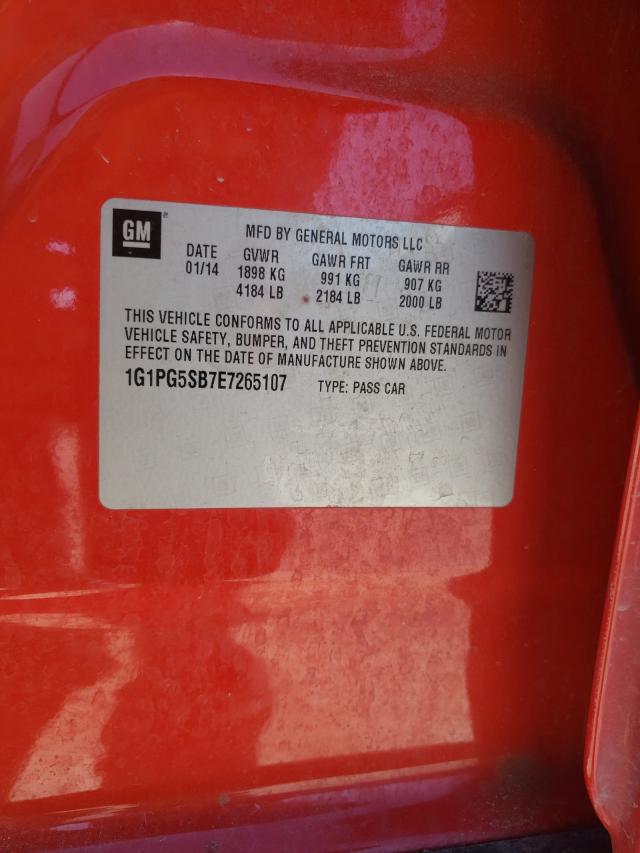 GM®
MFD BY GENERAL MOTORS LLC
DATE GVWR GAWR FRT GAWR RR
01/14 1898 KG 991 KG 907 KG
4184 LB 2184 LB 2000 LB
THIS VEHICLE CONFORMS TO ALL APPLICABLE U.S. FEDERAL MOTOR
VEHICLE SAFETY, BUMPER, AND THEFT PREVENTION STANDARDS IN
EFFECT ON THE DATE OF MANUFACTURE SHOWN ABOVE.
1G1PG5SB7E7265107 TYPE: PASS CAR